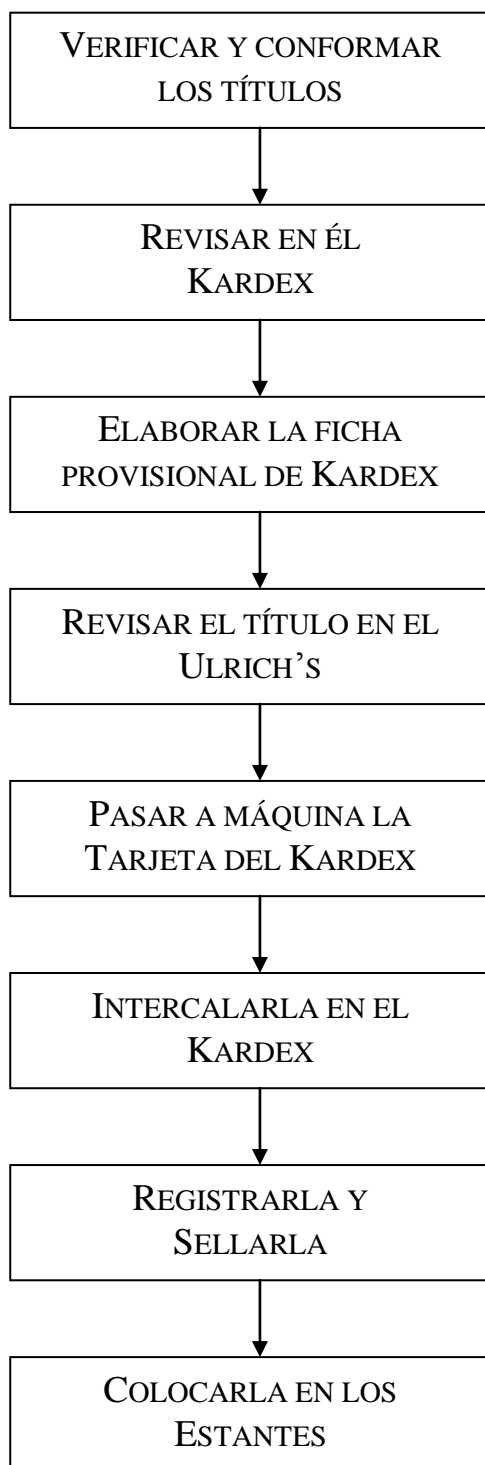 VERIFICAR Y CONFORMAR
LOS TÍTULOS
REVISAR EN ÉL
KARDEX
ELABORAR LA FICHA
PROVISIONAL DE KARDEX
REVISAR EL TÍTULO EN EL
ULRICH’S
PASAR A MÁQUINA LA
TARJETA DEL KARDEX
INTERCALARLA EN EL
KARDEX
REGISTRARLA Y
SELLARLA
COLOCARLA EN LOS
ESTANTES